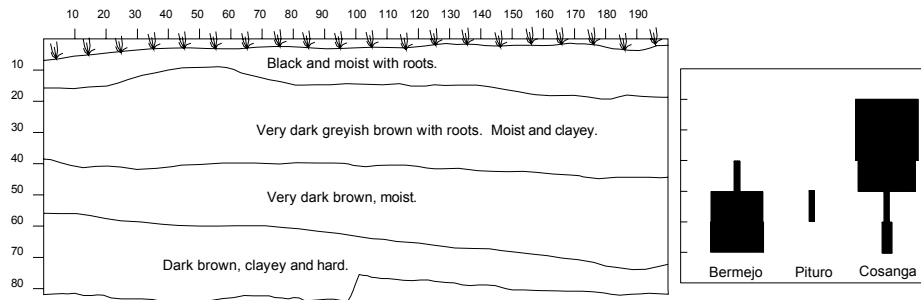 10 20 30 40 50 60 70 80 90 100 110 120 130 140 150 160 170 180 190
10
Black and moist with roots.
20
30
Very dark greyish brown with roots. Moist and clayey.
40
50
Very dark brown, moist.
60
70
Dark brown, clayey and hard.
80
Bermejo Pituro Cosanga